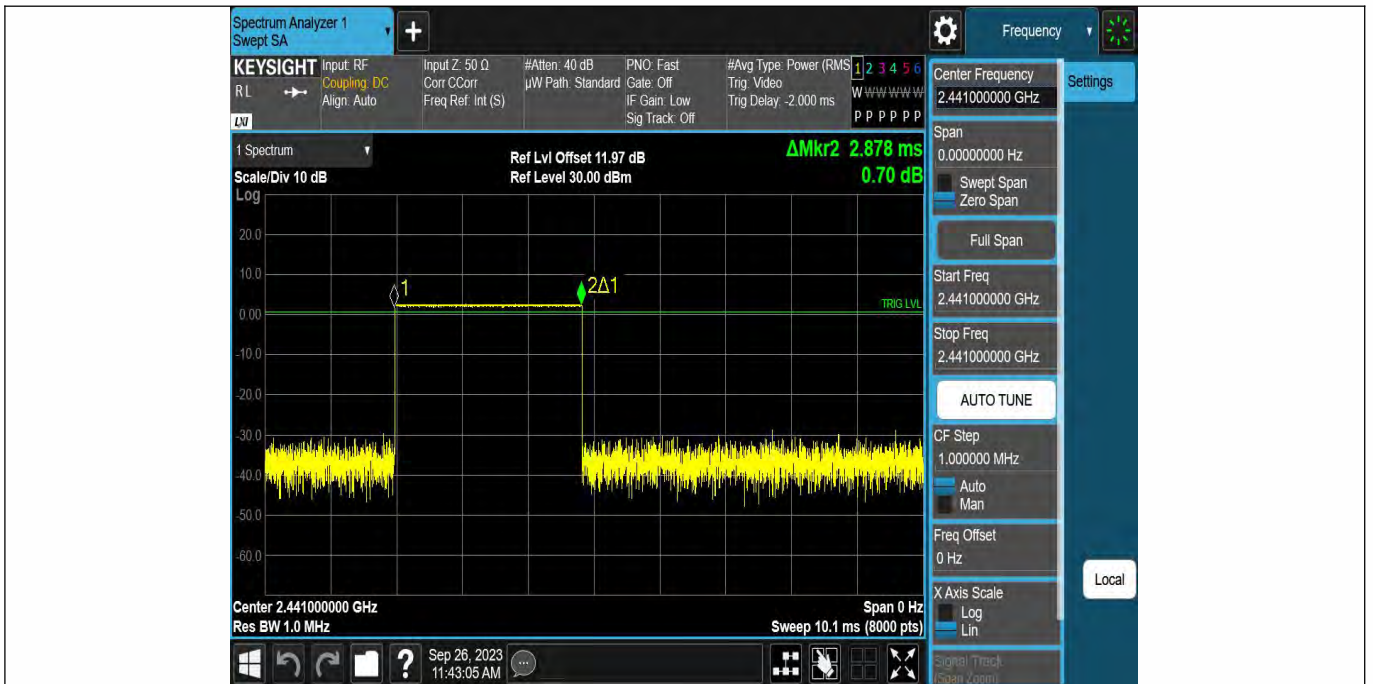 Spectrum Analyzer 1
Swept SA
+
Frequency
KEYSIGHT
RL
LXI
Input: RF
Coupling: DC
Align: Auto
Input Z: 50 Ω
Corr CCorr
Freq Ref: Int (S)
#Atten: 40 dB
µW Path: Standard
PNO: Fast
Gate: Off
IF Gain: Low
Sig Track: Off
#Avg Type: Power (RMS
Trig: Video
Trig Delay: -2.000 ms
1 2 3 4 5 6
W W W W W W
P P P P P P
1 Spectrum
Scale/Div 10 dB
Log
Ref Lvl Offset 11.97 dB
Ref Level 30.00 dBm
ΔMkr2 2.878 ms
0.70 dB
20.0
10.0
0.00
-10.0
-20.0
-30.0
-40.0
-50.0
-60.0
1
2Δ1
TRIG LVL
Center 2.441000000 GHz
Res BW 1.0 MHz
Span 0 Hz
Sweep 10.1 ms (8000 pts)
?
Sep 26, 2023
11:43:05 AM
Center Frequency
2.441000000 GHz
Span
0.00000000 Hz
Swept Span
Zero Span
Full Span
Start Freq
2.441000000 GHz
Stop Freq
2.441000000 GHz
AUTO TUNE
CF Step
1.000000 MHz
Auto
Man
Freq Offset
0 Hz
X Axis Scale
Log
Lin
Signal Track
(Span Zoom)
Settings
Local